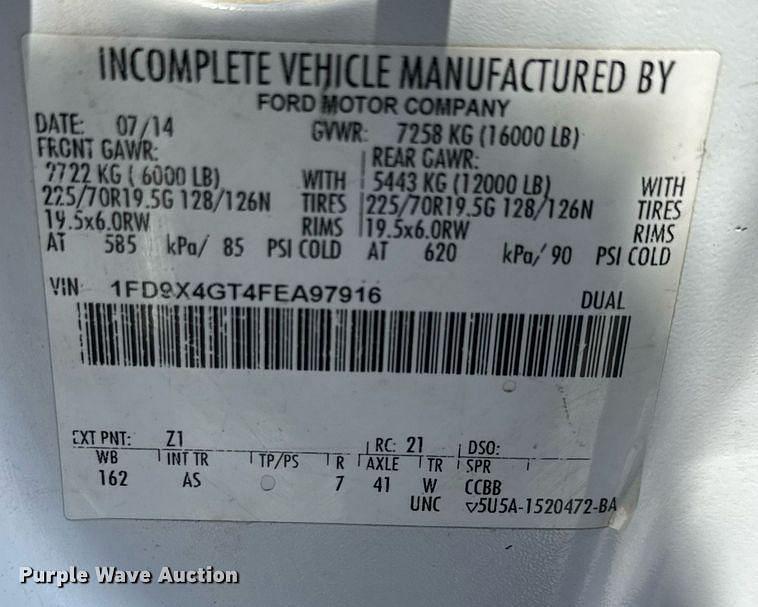 INCOMPLETE VEHICLE MANUFACTURED BY
FORD MOTOR COMPANY
DATE: 07/14 GVWR: 7258 KG (16000 LB)
FRONT GAWR: REAR GAWR:
2722 KG ( 6000 LB) WITH 5443 KG (12000 LB) WITH
225/70R19.5G 128/126N TIRES 225/70R19.5G 128/126N TIRES
19.5x6.0RW RIMS 19.5x6.0RW RIMS
AT 585 kPa/ 85 PSI COLD AT 620 kPa/ 90 PSI COLD
VIN: 1FD9X4GT4FEA97916 DUAL
EXT PNT: Z1 RC: 21 DSO:
WB INT TR TP/PS R AXLE TR SPR
162 AS 7 41 W CCBB
UNC ▽5U5A-1520472-BA
Purple Wave Auction